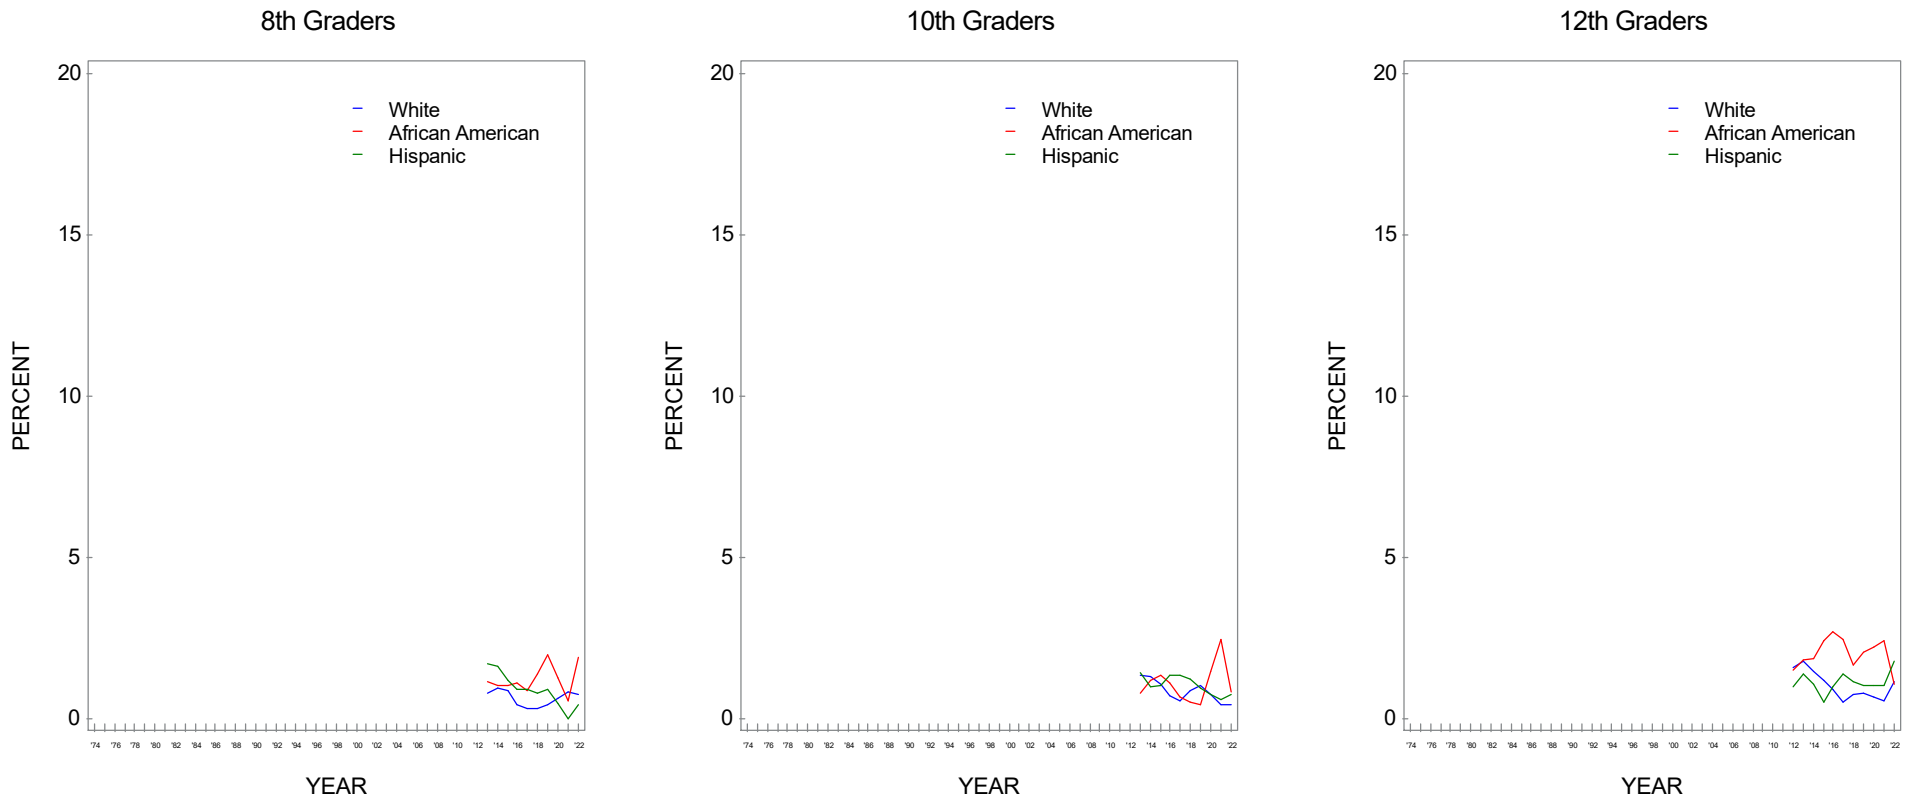 8th Graders
20
15
10
5
0
PERCENT
White
African American
Hispanic
'74 '76 '78 '80 '82 '84 '86 '88 '90 '92 '94 '96 '98 '00 '02 '04 '06 '08 '10 '12 '14 '16 '18 '20 '22
YEAR
10th Graders
20
15
10
5
0
PERCENT
White
African American
Hispanic
'74 '76 '78 '80 '82 '84 '86 '88 '90 '92 '94 '96 '98 '00 '02 '04 '06 '08 '10 '12 '14 '16 '18 '20 '22
YEAR
12th Graders
20
15
10
5
0
PERCENT
White
African American
Hispanic
'74 '76 '78 '80 '82 '84 '86 '88 '90 '92 '94 '96 '98 '00 '02 '04 '06 '08 '10 '12 '14 '16 '18 '20 '22
YEAR